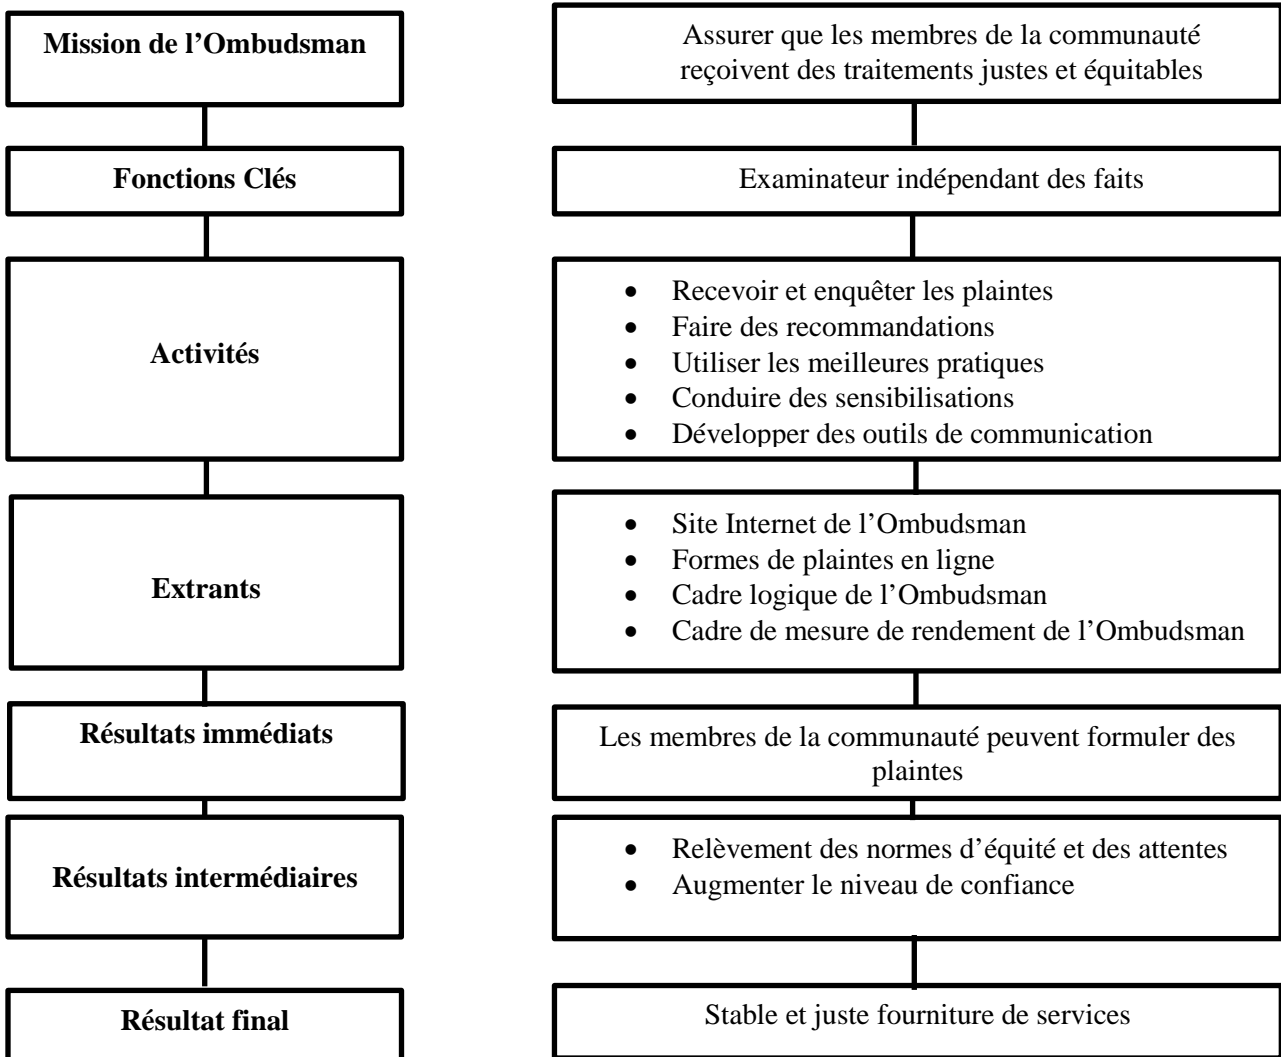 Mission de l’Ombudsman
Assurer que les membres de la communauté
reçoivent des traitements justes et équitables
Fonctions Clés
Examinateur indépendant des faits
Activités
• Recevoir et enquêter les plaintes
• Faire des recommandations
• Utiliser les meilleures pratiques
• Conduire des sensibilisations
• Développer des outils de communication
Extrants
• Site Internet de l’Ombudsman
• Formes de plaintes en ligne
• Cadre logique de l’Ombudsman
• Cadre de mesure de rendement de l’Ombudsman
Résultats immédiats
Les membres de la communauté peuvent formuler des
plaintes
Résultats intermédiaires
• Relèvement des normes d’équité et des attentes
• Augmenter le niveau de confiance
Résultat final
Stable et juste fourniture de services